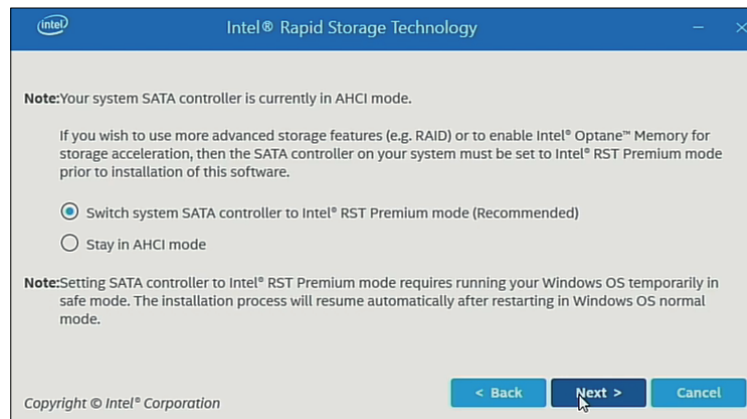 intel
Intel® Rapid Storage Technology
Note:Your system SATA controller is currently in AHCI mode.
If you wish to use more advanced storage features (e.g. RAID) or to enable Intel® Optane™ Memory for
storage acceleration, then the SATA controller on your system must be set to Intel® RST Premium mode
prior to installation of this software.
Switch system SATA controller to Intel® RST Premium mode (Recommended)
Stay in AHCI mode
Note:Setting SATA controller to Intel® RST Premium mode requires running your Windows OS temporarily in
safe mode. The installation process will resume automatically after restarting in Windows OS normal
mode.
< Back
Next >
Cancel
Copyright © Intel® Corporation